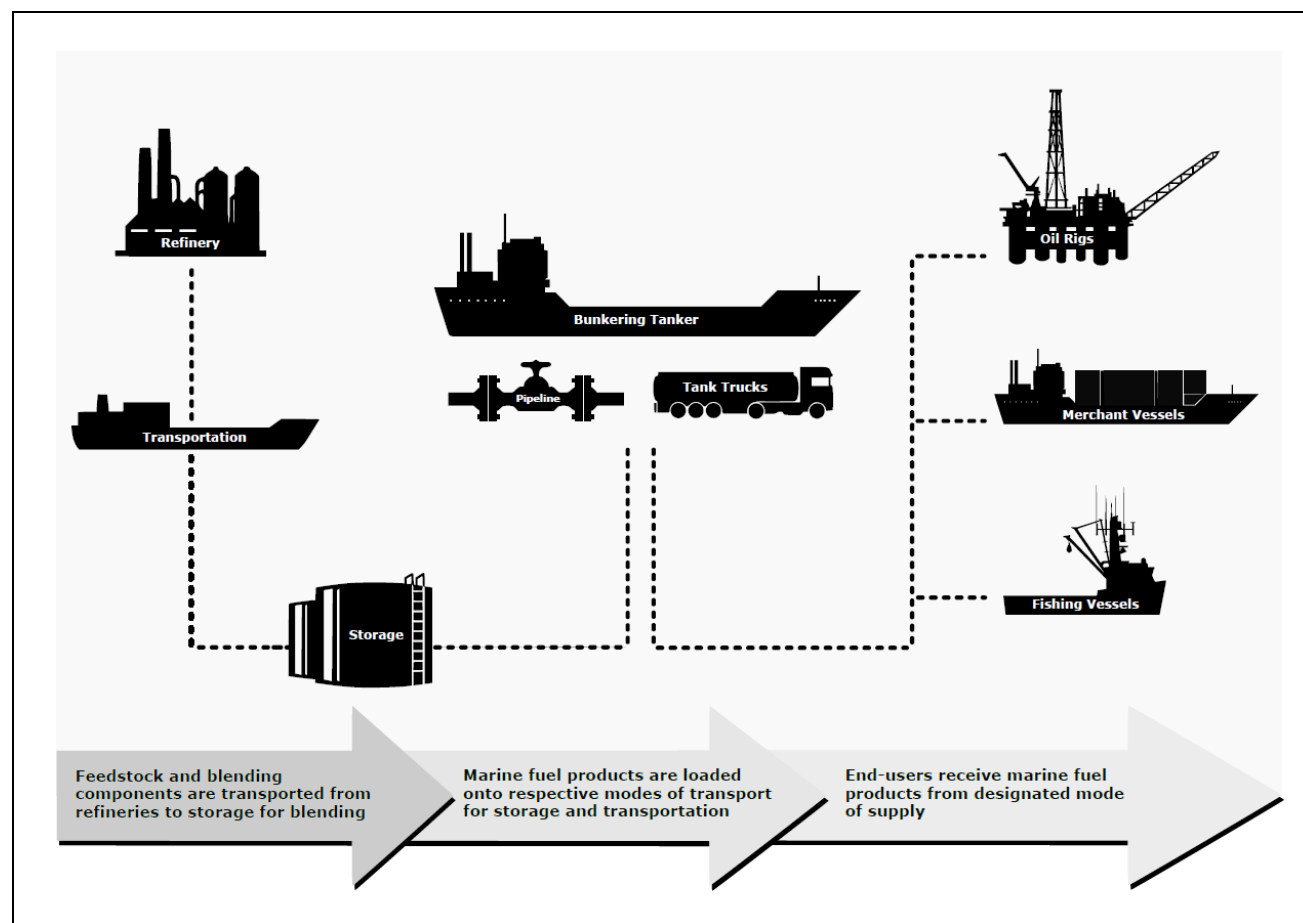 Refinery
Oil Rigs
Bunkering Tanker
Pipeline
Tank Trucks
Merchant Vessels
Transportation
Fishing Vessels
Storage
Feedstock and blending
components are transported from
refineries to storage for blending
Marine fuel products are loaded
onto respective modes of transport
for storage and transportation
End-users receive marine fuel
products from designated mode
of supply